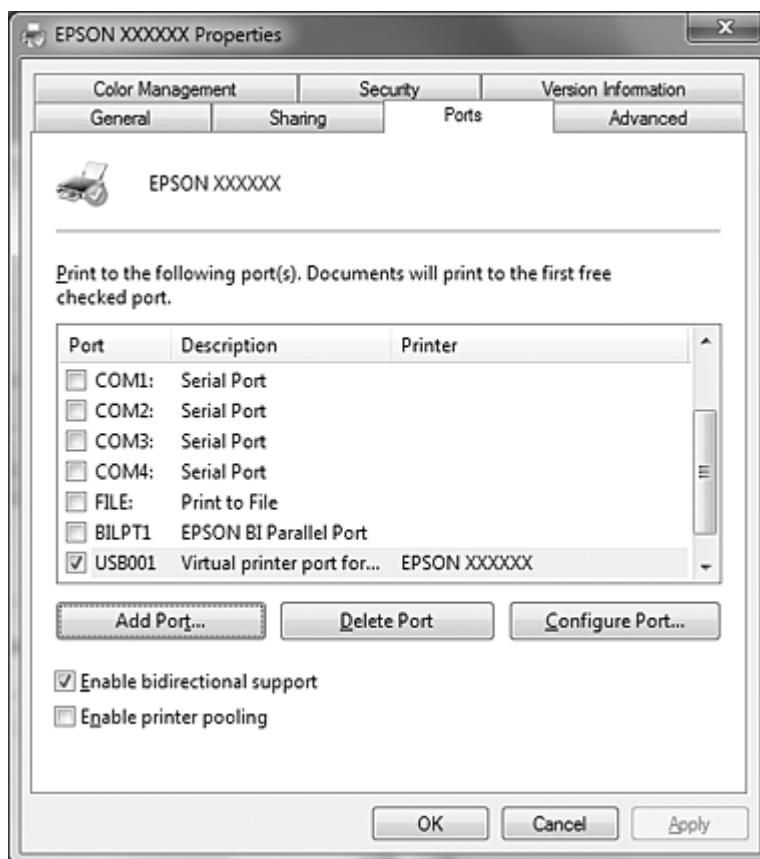 EPSON XXXXXX Properties
Color Management Security Version Information
General Sharing Ports Advanced
EPSON XXXXXX
Print to the following port(s). Documents will print to the first free
checked port.
Port Description Printer
COM1: Serial Port
COM2: Serial Port
COM3: Serial Port
COM4: Serial Port
FILE: Print to File
BILPT1 EPSON BI Parallel Port
USB001 Virtual printer port for... EPSON XXXXXX
Add Port... Delete Port Configure Port...
Enable bidirectional support
Enable printer pooling
OK Cancel Apply